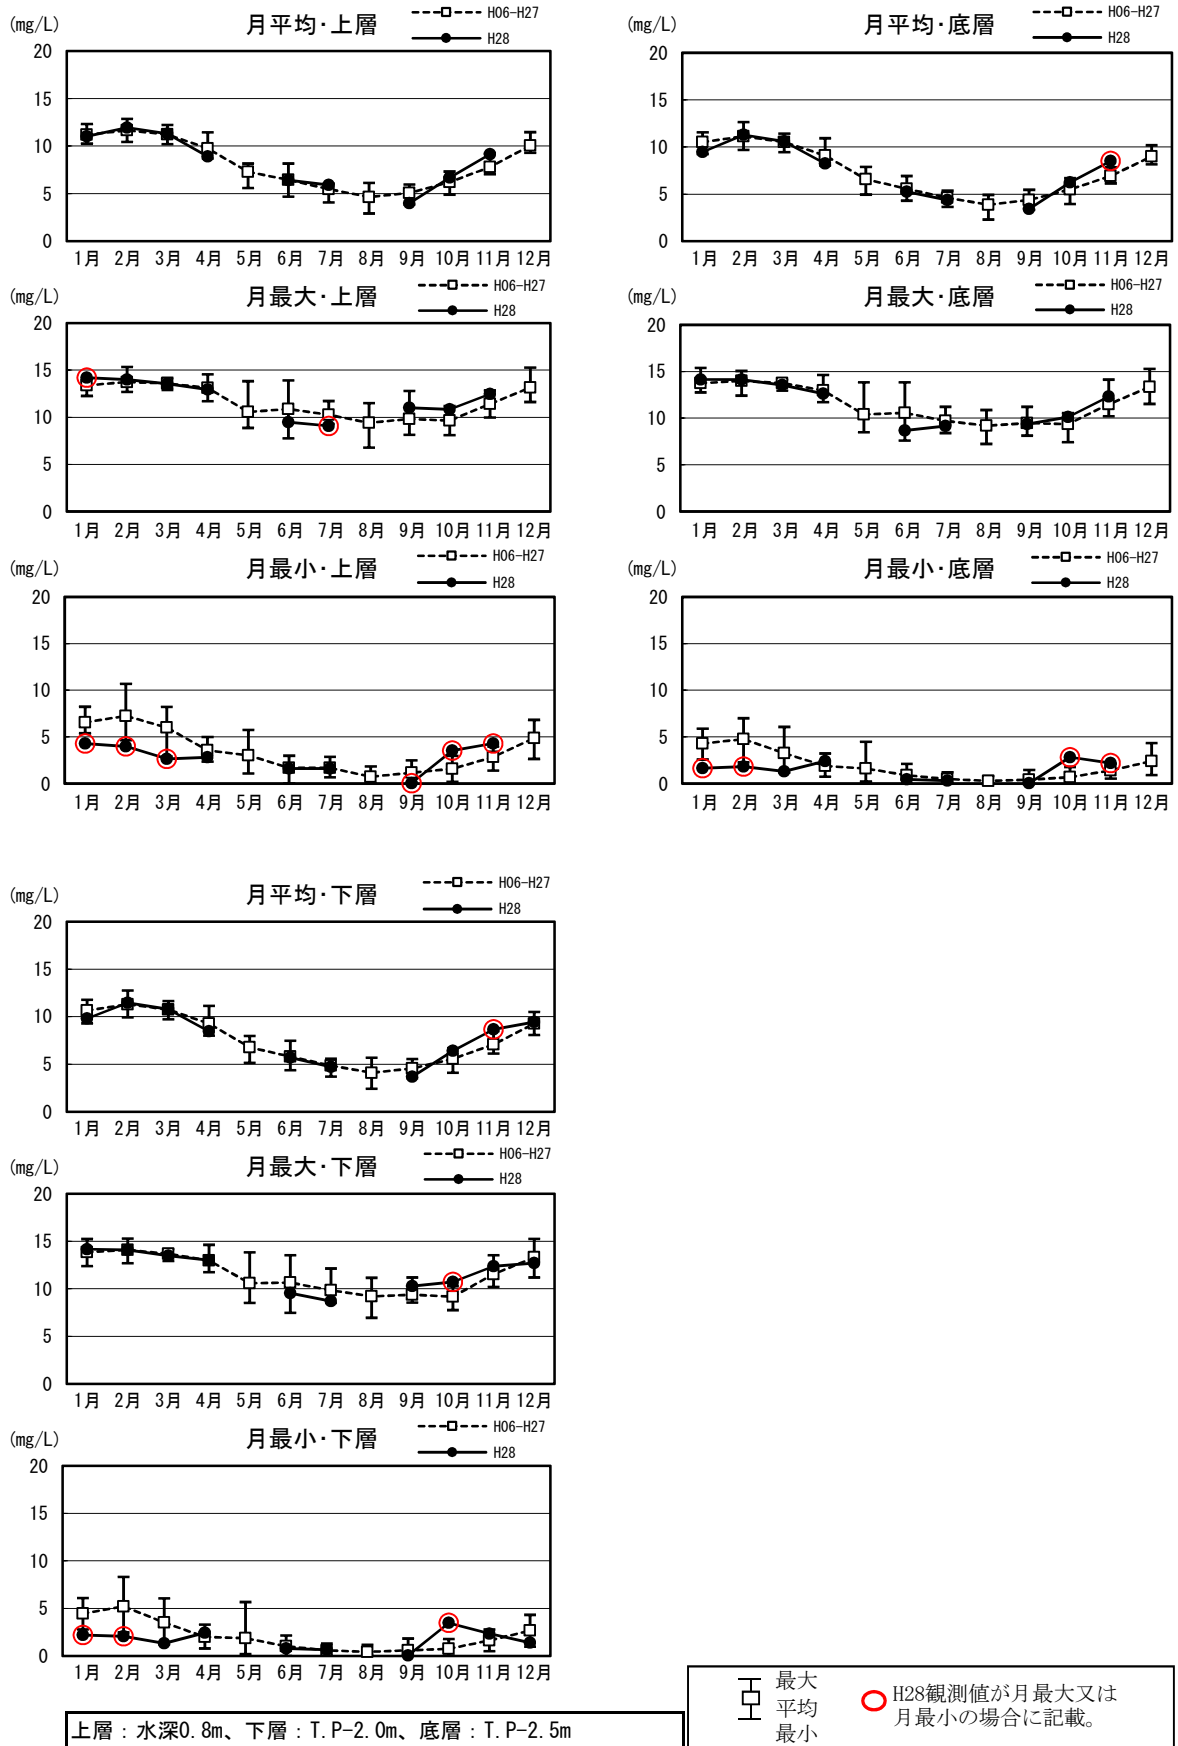 (mg/L)
月平均・上層
H06-H27
H28
20
15
10
5
0
1月 2月 3月 4月 5月 6月 7月 8月 9月 10月 11月 12月
(mg/L)
月平均・底層
H06-H27
H28
20
15
10
5
0
1月 2月 3月 4月 5月 6月 7月 8月 9月 10月 11月 12月
(mg/L)
月最大・上層
H06-H27
H28
20
15
10
5
0
1月 2月 3月 4月 5月 6月 7月 8月 9月 10月 11月 12月
(mg/L)
月最大・底層
H06-H27
H28
20
15
10
5
0
1月 2月 3月 4月 5月 6月 7月 8月 9月 10月 11月 12月
(mg/L)
月最小・上層
H06-H27
H28
20
15
10
5
0
1月 2月 3月 4月 5月 6月 7月 8月 9月 10月 11月 12月
(mg/L)
月最小・底層
H06-H27
H28
20
15
10
5
0
1月 2月 3月 4月 5月 6月 7月 8月 9月 10月 11月 12月
(mg/L)
月平均・下層
H06-H27
H28
20
15
10
5
0
1月 2月 3月 4月 5月 6月 7月 8月 9月 10月 11月 12月
(mg/L)
月最大・下層
H06-H27
H28
20
15
10
5
0
1月 2月 3月 4月 5月 6月 7月 8月 9月 10月 11月 12月
(mg/L)
月最小・下層
H06-H27
H28
20
15
10
5
0
1月 2月 3月 4月 5月 6月 7月 8月 9月 10月 11月 12月
上層：水深0.8m、下層：T.P-2.0m、底層：T.P-2.5m
最大
平均
最小
H28観測値が月最大又は
月最小の場合に記載。